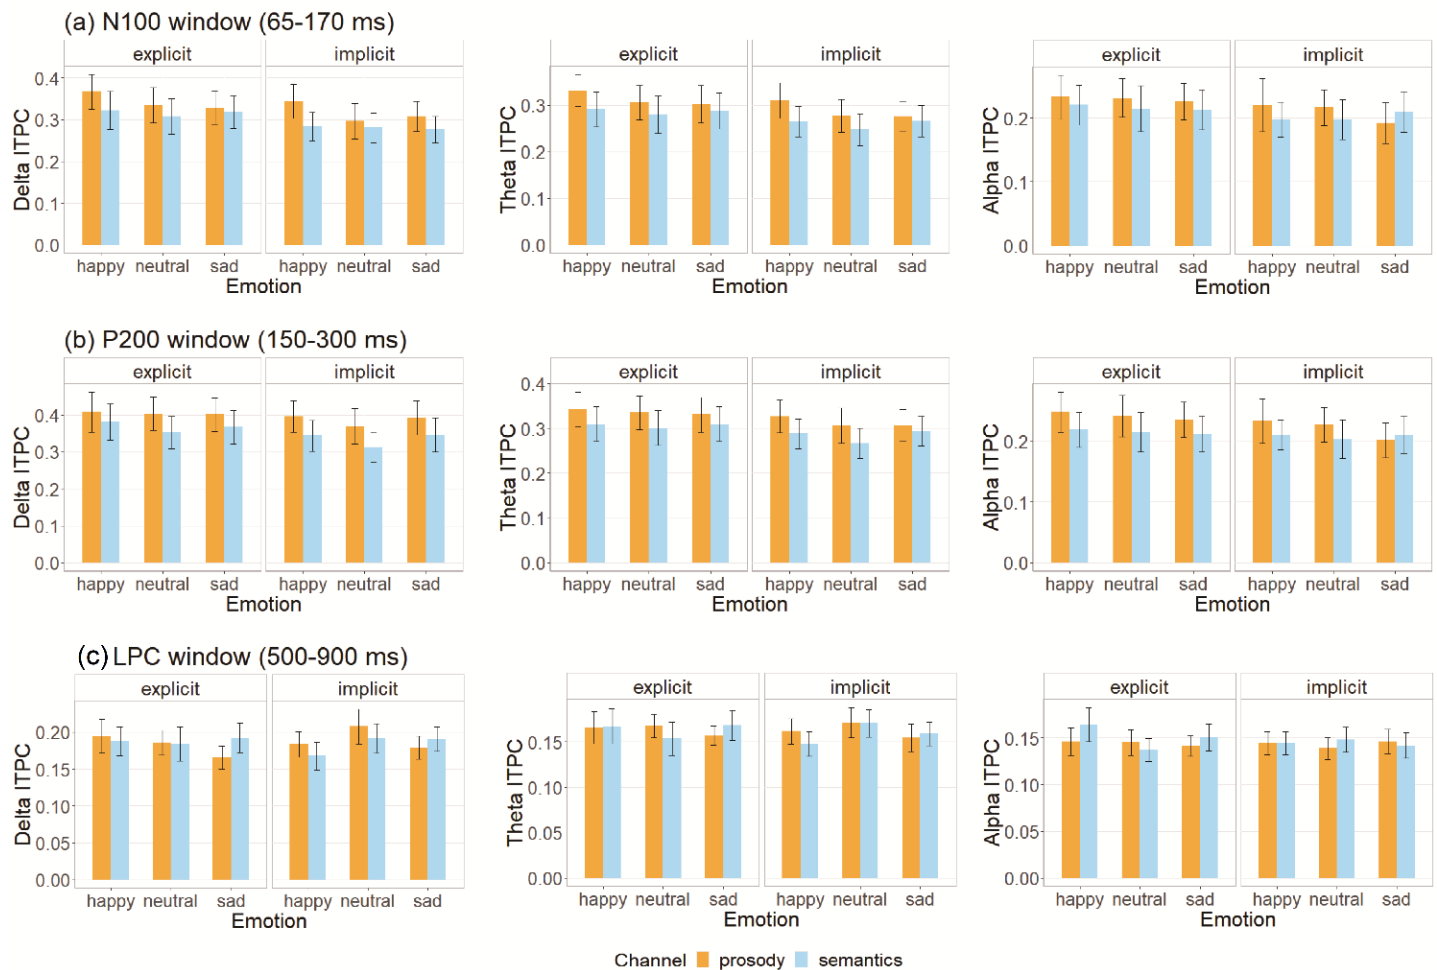 (a) N100 window (65-170 ms)
explicit implicit
Delta ITPC
0.4
0.3
0.2
0.1
0.0
happy neutral sad happy neutral sad
Emotion
explicit implicit
Theta ITPC
0.3
0.2
0.1
0.0
happy neutral sad happy neutral sad
Emotion
explicit implicit
Alpha ITPC
0.2
0.1
0.0
happy neutral sad happy neutral sad
Emotion
(b) P200 window (150-300 ms)
explicit implicit
Delta ITPC
0.4
0.3
0.2
0.1
0.0
happy neutral sad happy neutral sad
Emotion
explicit implicit
Theta ITPC
0.4
0.3
0.2
0.1
0.0
happy neutral sad happy neutral sad
Emotion
explicit implicit
Alpha ITPC
0.2
0.1
0.0
happy neutral sad happy neutral sad
Emotion
(c) LPC window (500-900 ms)
explicit implicit
Delta ITPC
0.20
0.15
0.10
0.05
0.00
happy neutral sad happy neutral sad
Emotion
explicit implicit
Theta ITPC
0.15
0.10
0.05
0.00
happy neutral sad happy neutral sad
Emotion
explicit implicit
Alpha ITPC
0.15
0.10
0.05
0.00
happy neutral sad happy neutral sad
Emotion
Channel prosody semantics